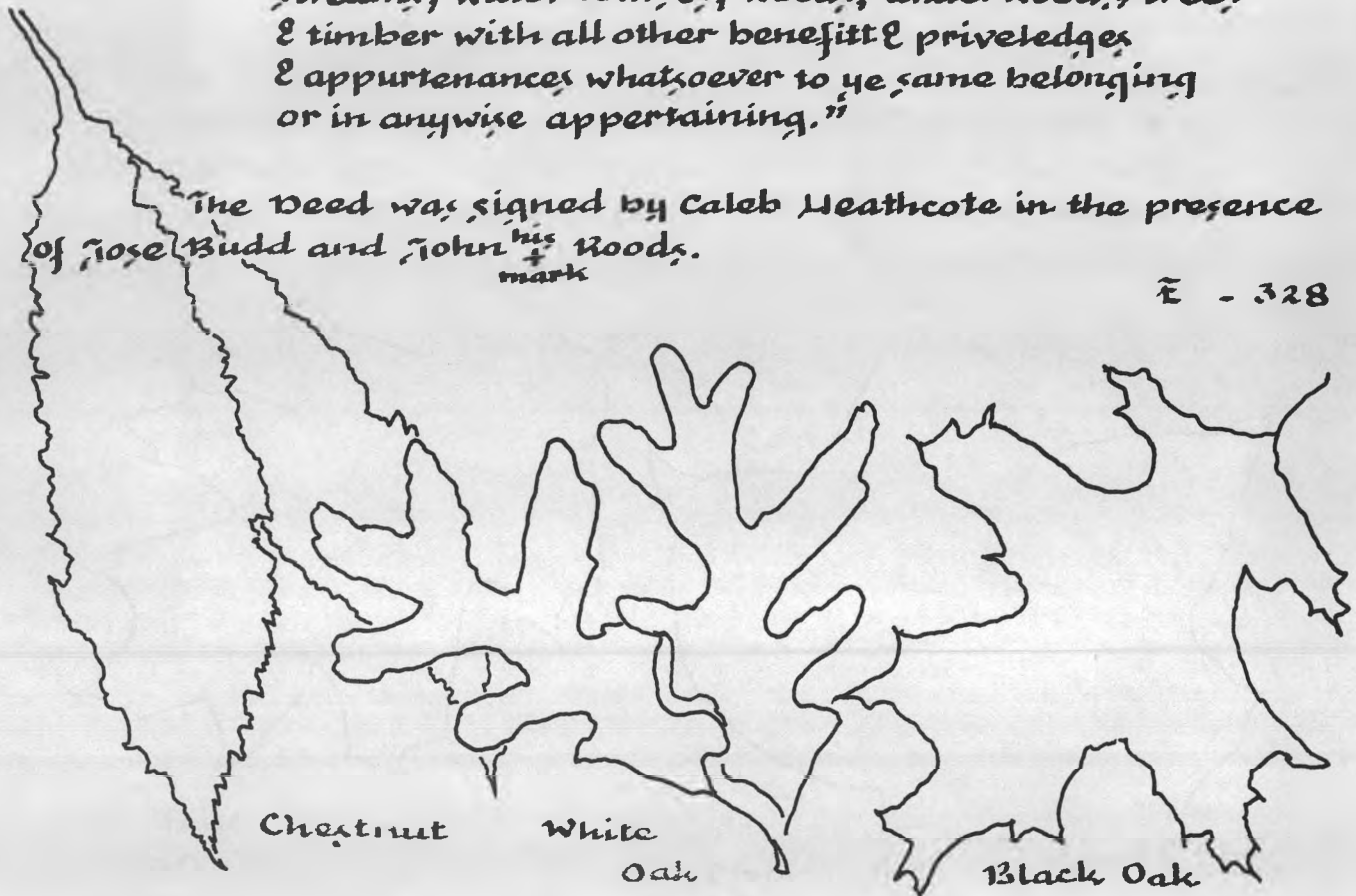 & timber with all other benefitt & priveledges
& appurtenances whatsoever to ye same belonging
or in anywise appertaining."
The Deed was signed by Caleb Heathcote in the presence
of Jose Budd and John his + mark Roods.
E - 328
Chestnut White
Oak Black Oak